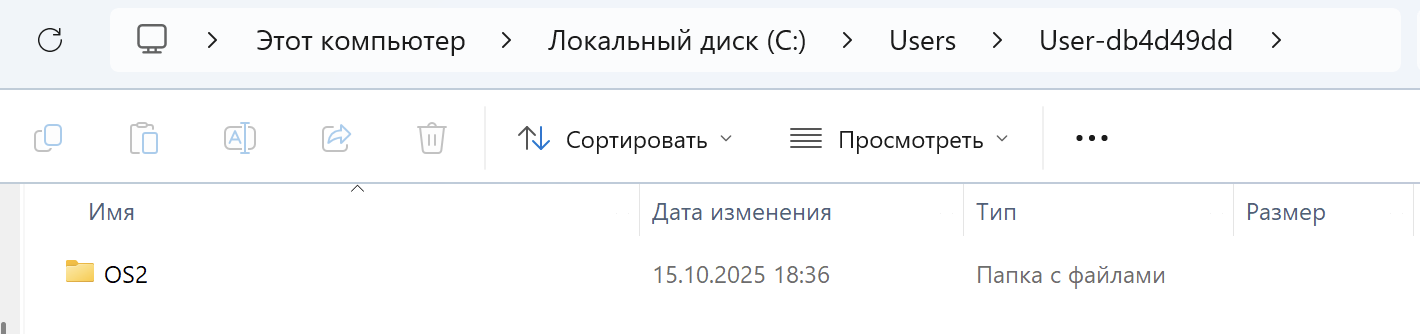 Этот компьютер > Локальный диск (C:) > Users > User-db4d49dd >
Сортировать Просмотреть
Имя Дата изменения Тип Размер
OS2 15.10.2025 18:36 Папка с файлами